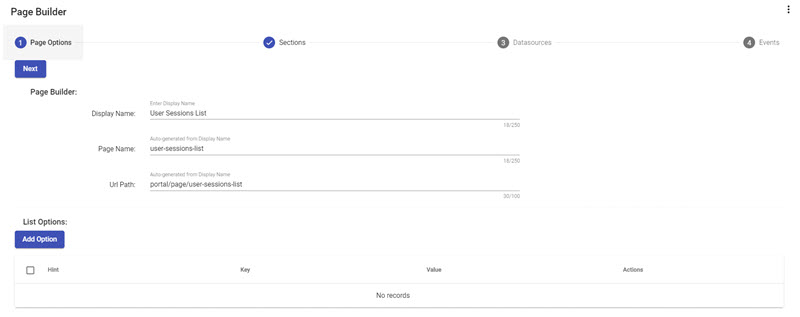 Page Builder
1 Page Options
Sections
3 Datasources
4 Events
Next
Page Builder:
Enter Display Name
Display Name: User Sessions List
18/250
Auto-generated from Display Name
Page Name: user-sessions-list
18/250
Auto-generated from Display Name
Url Path: portal/page/user-sessions-list
30/100
List Options:
Add Option
Hint Key Value Actions
No records